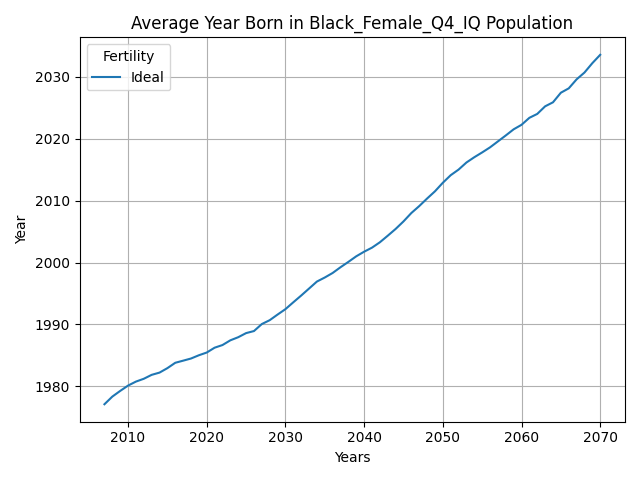 Average Year Born in Black_Female_Q4_IQ Population
Fertility
Ideal
Year
2030
2020
2010
2000
1990
1980
2010 2020 2030 2040 2050 2060 2070
Years